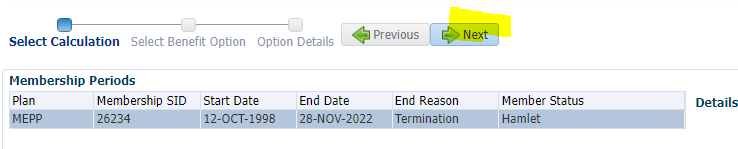 Select Calculation Select Benefit Option Option Details Previous Next
Membership Periods
Plan Membership SID Start Date End Date End Reason Member Status Details
MEPP 26234 12-OCT-1998 28-NOV-2022 Termination Hamlet